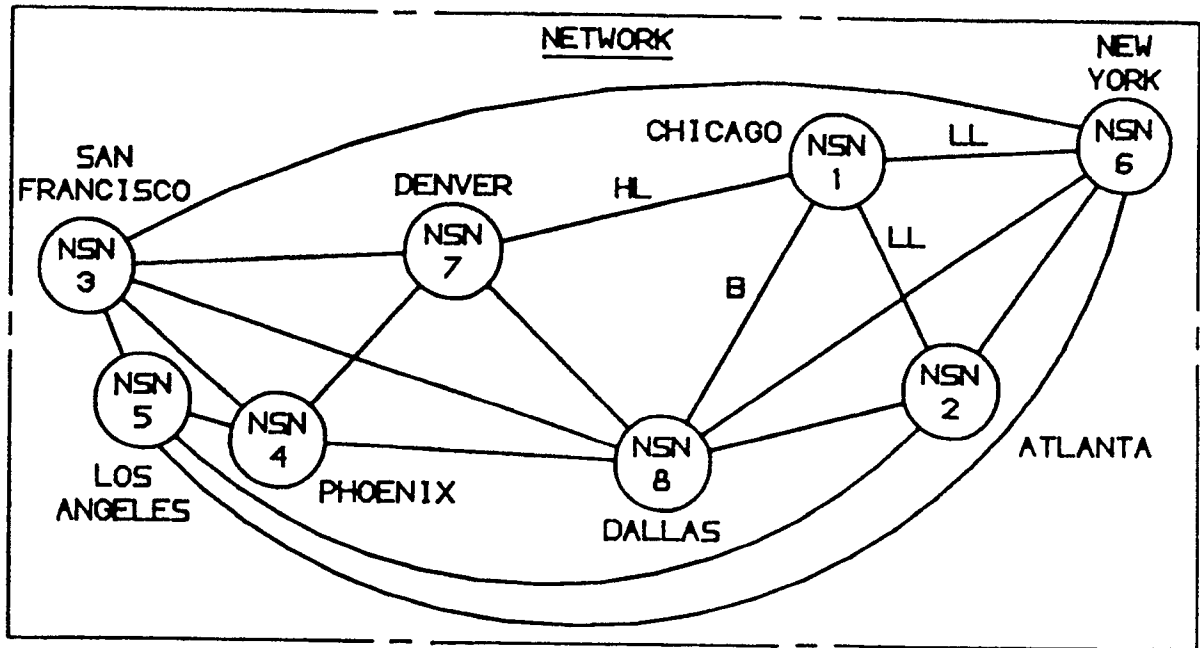 NETWORK
NEW
YORK
NSN
6
CHICAGO
NSN
1
LL
SAN
FRANCISCO
DENVER
HL
NSN
3
NSN
7
LL
B
NSN
5
NSN
4
NSN
8
NSN
2
LOS
ANGELES
PHOENIX
DALLAS
ATLANTA